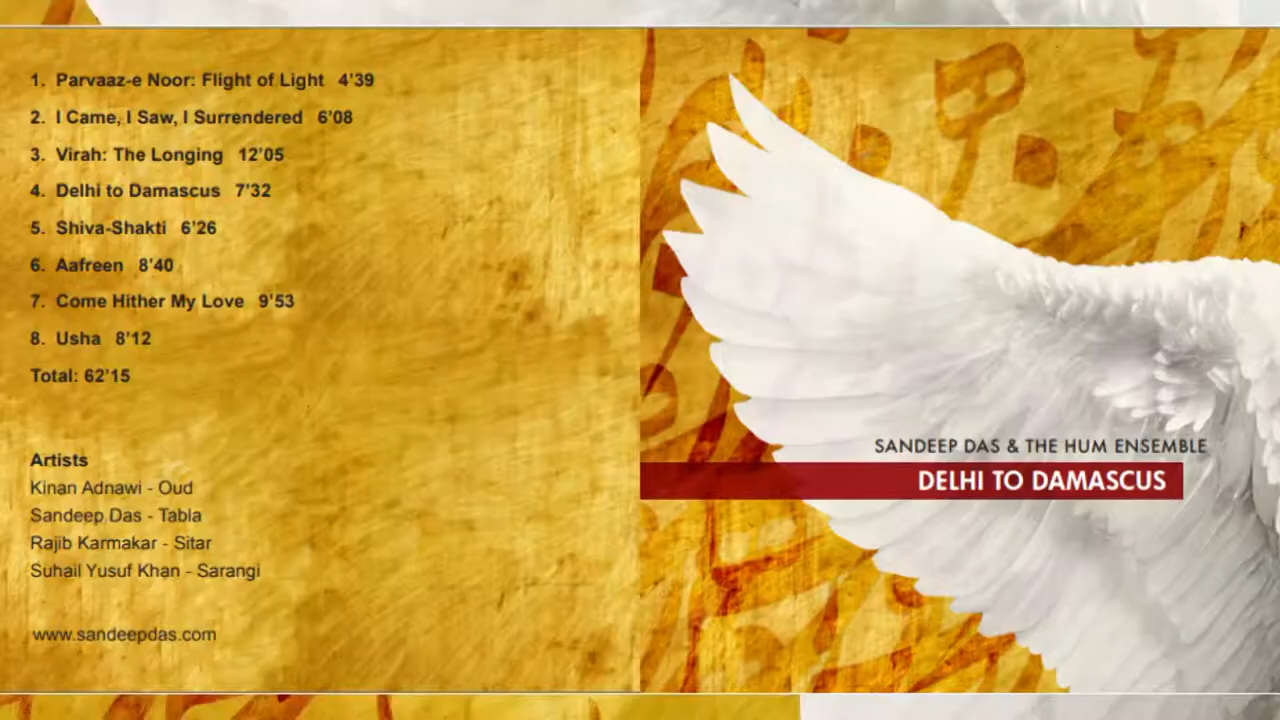 1. Parvaaz-e Noor: Flight of Light 4'39
2. I Came, I Saw, I Surrendered 6'08
3. Virah: The Longing 12'05
4. Delhi to Damascus 7'32
5. Shiva-Shakti 6'26
6. Aafreen 8'40
7. Come Hither My Love 9'53
8. Usha 8'12
Total: 62'15
Artists
Kinan Adnawi - Oud
Sandeep Das - Tabla
Rajib Karmakar - Sitar
Suhail Yusuf Khan - Sarangi
www.sandeepdas.com
SANDEEP DAS & THE HUM ENSEMBLE
DELHI TO DAMASCUS